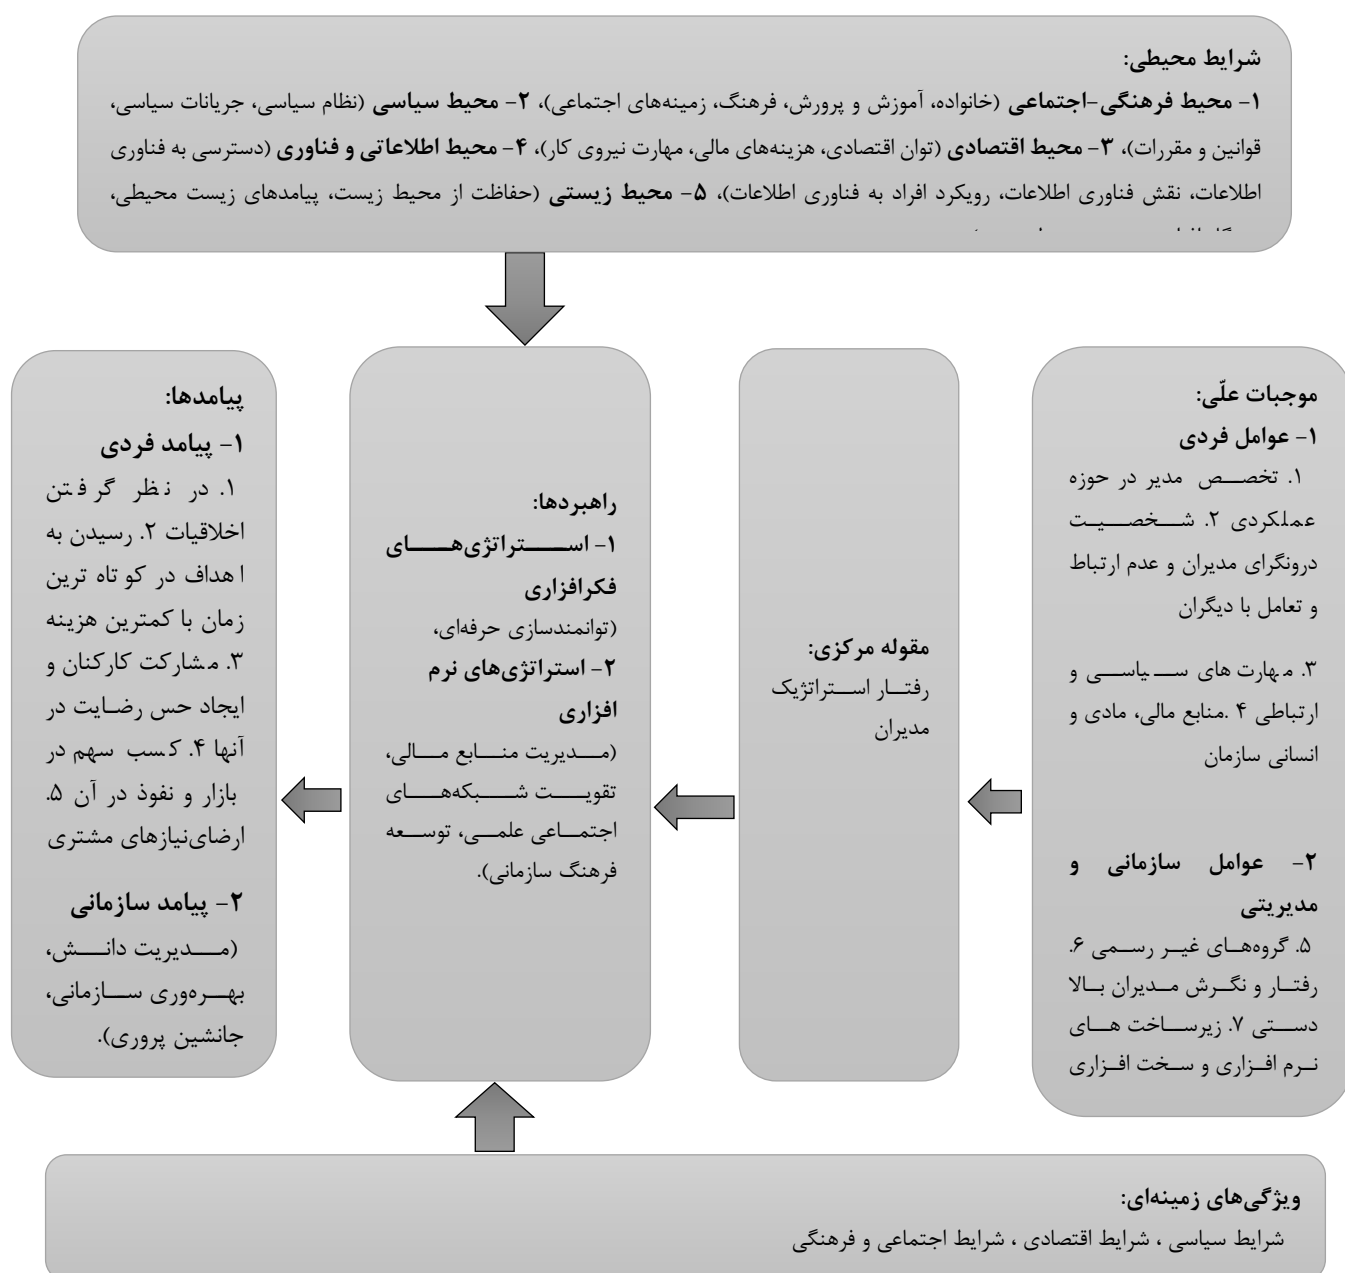 شرایط محیطی:
۱- محیط فرهنگی-اجتماعی (خانواده، آموزش و پرورش، فرهنگ، زمینه‌های اجتماعی)، ۲- محیط سیاسی (نظام سیاسی، جریانات سیاسی،
قوانین و مقررات)، ۳- محیط اقتصادی (توان اقتصادی، هزینه‌های مالی، مهارت نیروی کار)، ۴- محیط اطلاعاتی و فناوری (دسترسی به فناوری
اطلاعات، نقش فناوری اطلاعات، رویکرد افراد به فناوری اطلاعات)، ۵- محیط زیستی (حفاظت از محیط زیست، پیامدهای زیست محیطی،
موجبات علّی:
۱- عوامل فردی
۱. تخصص مدیر در حوزه
عملکردی ۲. شخصیت
درونگرای مدیران و عدم ارتباط
و تعامل با دیگران
۳. مهارت های سیاسی و
ارتباطی ۴ .منابع مالی، مادی و
انسانی سازمان
۲- عوامل سازمانی و
مدیریتی
۵. گروه‌های غیر رسمی ۶.
رفتار و نگرش مدیران بالا
دستی ۷. زیرساخت های
نرم افزاری و سخت افزاری
مقوله مرکزی:
رفتار استراتژیک
مدیران
راهبردها:
۱- استراتژی‌های
فکرافزاری
(توانمندسازی حرفه‌ای،
۲- استراتژی‌های نرم
افزاری
(مدیریت منابع مالی،
تقویت شبکه‌های
اجتماعی علمی، توسعه
فرهنگ سازمانی).
پیامدها:
۱- پیامد فردی
۱. در نظر گرفتن
اخلاقیات ۲. رسیدن به
اهداف در کوتاه ترین
زمان با کمترین هزینه
۳. مشارکت کارکنان و
ایجاد حس رضایت در
آنها ۴. کسب سهم در
بازار و نفوذ در آن ۵.
ارضای‌نیازهای مشتری
۲- پیامد سازمانی
(مدیریت دانش،
بهره‌وری سازمانی،
جانشین پروری).
ویژگی‌های زمینه‌ای:
شرایط سیاسی ، شرایط اقتصادی ، شرایط اجتماعی و فرهنگی